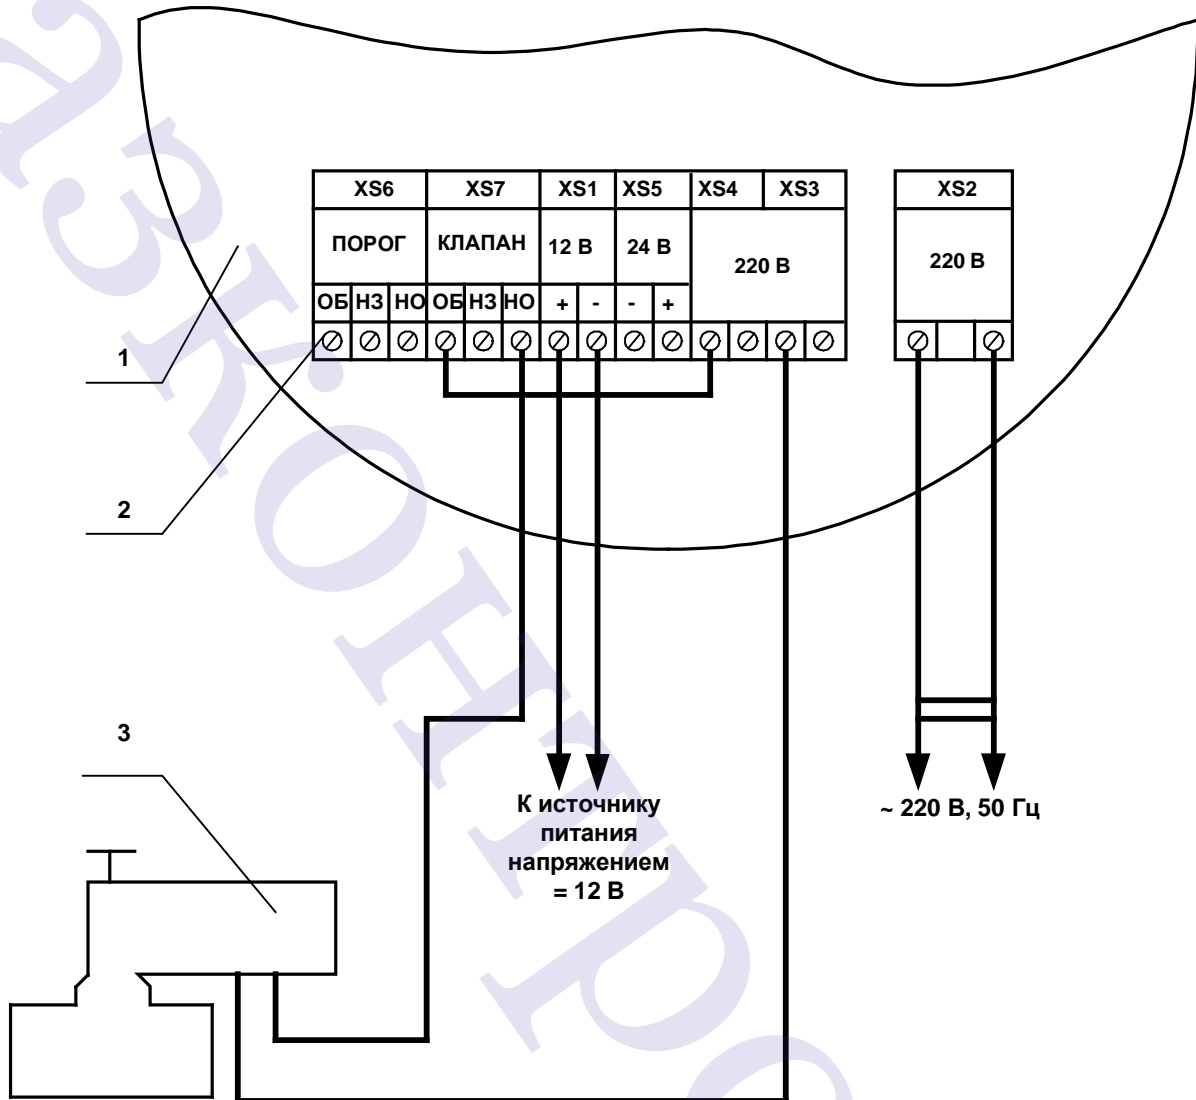 XS6 XS7 XS1 XS5 XS4 XS3 XS2
ПОРОГ КЛАПАН 12 В 24 В 220 В 220 В
ОБ НЗ НО ОБ НЗ НО + - - +
1
2
3
К источнику
питания
напряжением
= 12 В
~ 220 В, 50 Гц
азконтро